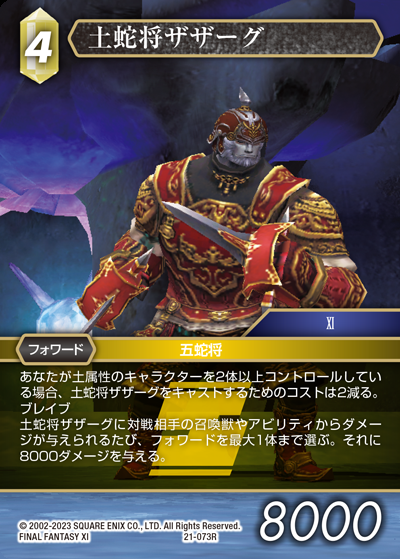 4
土蛇将ザザーグ
XI
フォワード
五蛇将
あなたが土属性のキャラクターを2体以上コントロールしてい
る場合、土蛇将ザザーグをキャストするためのコストは2減る。
ブレイブ
土蛇将ザザーグに対戦相手の召喚獣やアビリティからダメー
ジが与えられるたび、フォワードを最大1体まで選ぶ。それに
8000ダメージを与える。
© 2002-2023 SQUARE ENIX CO., LTD. All Rights Reserved.
FINAL FANTASY XI
21-073R
8000